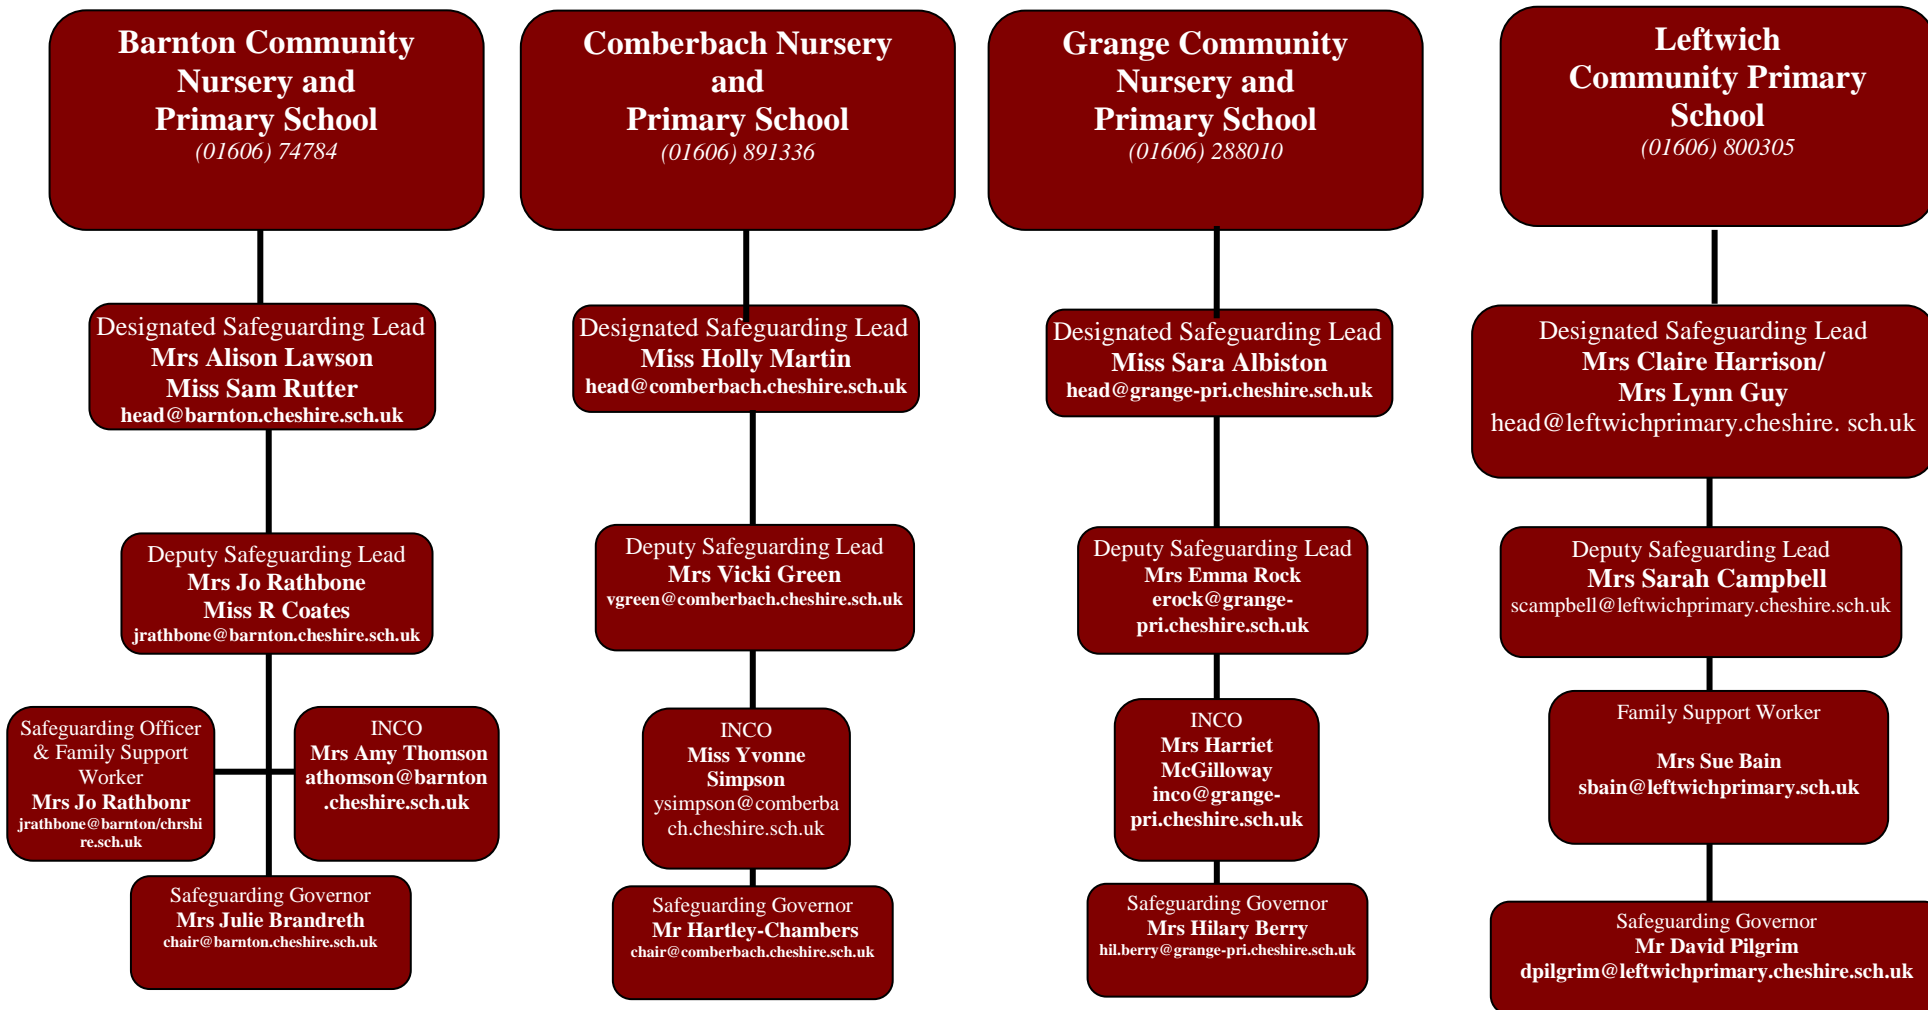 Barnton Community
Nursery and
Primary School
(01606) 74784
Designated Safeguarding Lead
Mrs Alison Lawson
Miss Sam Rutter
head@barnton.cheshire.sch.uk
Deputy Safeguarding Lead
Mrs Jo Rathbone
Miss R Coates
jrathbone@barnton.cheshire.sch.uk
Safeguarding Officer
& Family Support
Worker
Mrs Jo Rathbonr
jrathbone@barnton/chrshi
re.sch.uk
INCO
Mrs Amy Thomson
athomson@barnton
.cheshire.sch.uk
Safeguarding Governor
Mrs Julie Brandreth
chair@barnton.cheshire.sch.uk
Comberbach Nursery
and
Primary School
(01606) 891336
Designated Safeguarding Lead
Miss Holly Martin
head@comberbach.cheshire.sch.uk
Deputy Safeguarding Lead
Mrs Vicki Green
vgreen@comberbach.cheshire.sch.uk
INCO
Miss Yvonne
Simpson
ysimpson@comberba
ch.cheshire.sch.uk
Safeguarding Governor
Mr Hartley-Chambers
chair@comberbach.cheshire.sch.uk
Grange Community
Nursery and
Primary School
(01606) 288010
Designated Safeguarding Lead
Miss Sara Albiston
head@grange-pri.cheshire.sch.uk
Deputy Safeguarding Lead
Mrs Emma Rock
erock@grange-
pri.cheshire.sch.uk
INCO
Mrs Harriet
McGilloway
inco@grange-
pri.cheshire.sch.uk
Safeguarding Governor
Mrs Hilary Berry
hil.berry@grange-pri.cheshire.sch.uk
Leftwich
Community Primary
School
(01606) 800305
Designated Safeguarding Lead
Mrs Claire Harrison/
Mrs Lynn Guy
head@leftwichprimary.cheshire. sch.uk
Deputy Safeguarding Lead
Mrs Sarah Campbell
scampbell@leftwichprimary.cheshire.sch.uk
Family Support Worker
Mrs Sue Bain
sbain@leftwichprimary.sch.uk
Safeguarding Governor
Mr David Pilgrim
dpilgrim@leftwichprimary.cheshire.sch.uk